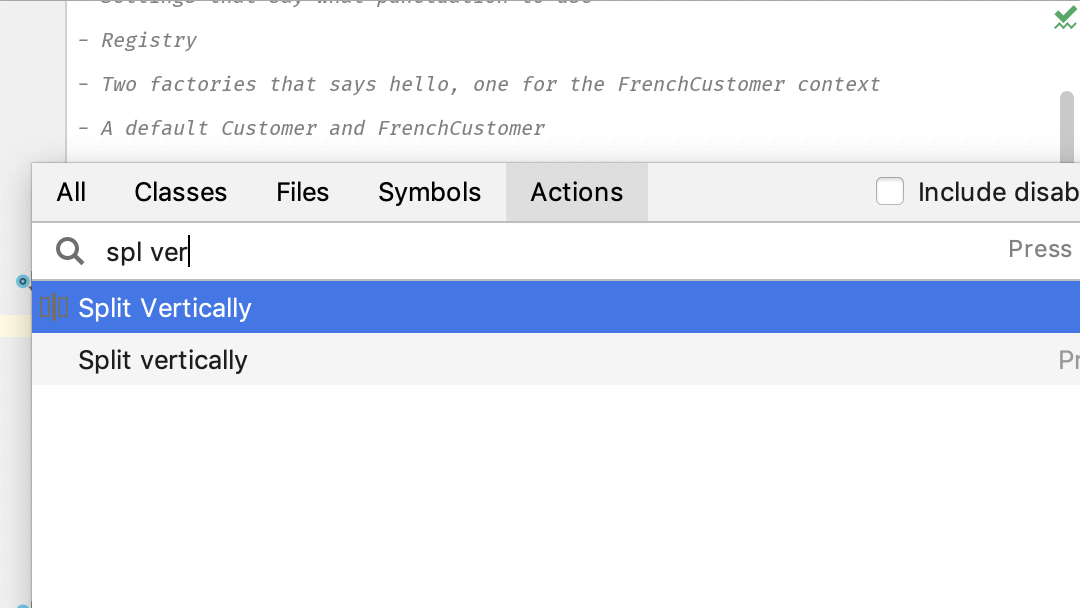 Settings that say what punctuation to use
- Registry
- Two factories that says hello, one for the FrenchCustomer context
- A default Customer and FrenchCustomer
All Classes Files Symbols Actions Include disab
spl ver Press
Split Vertically
Split vertically Pr